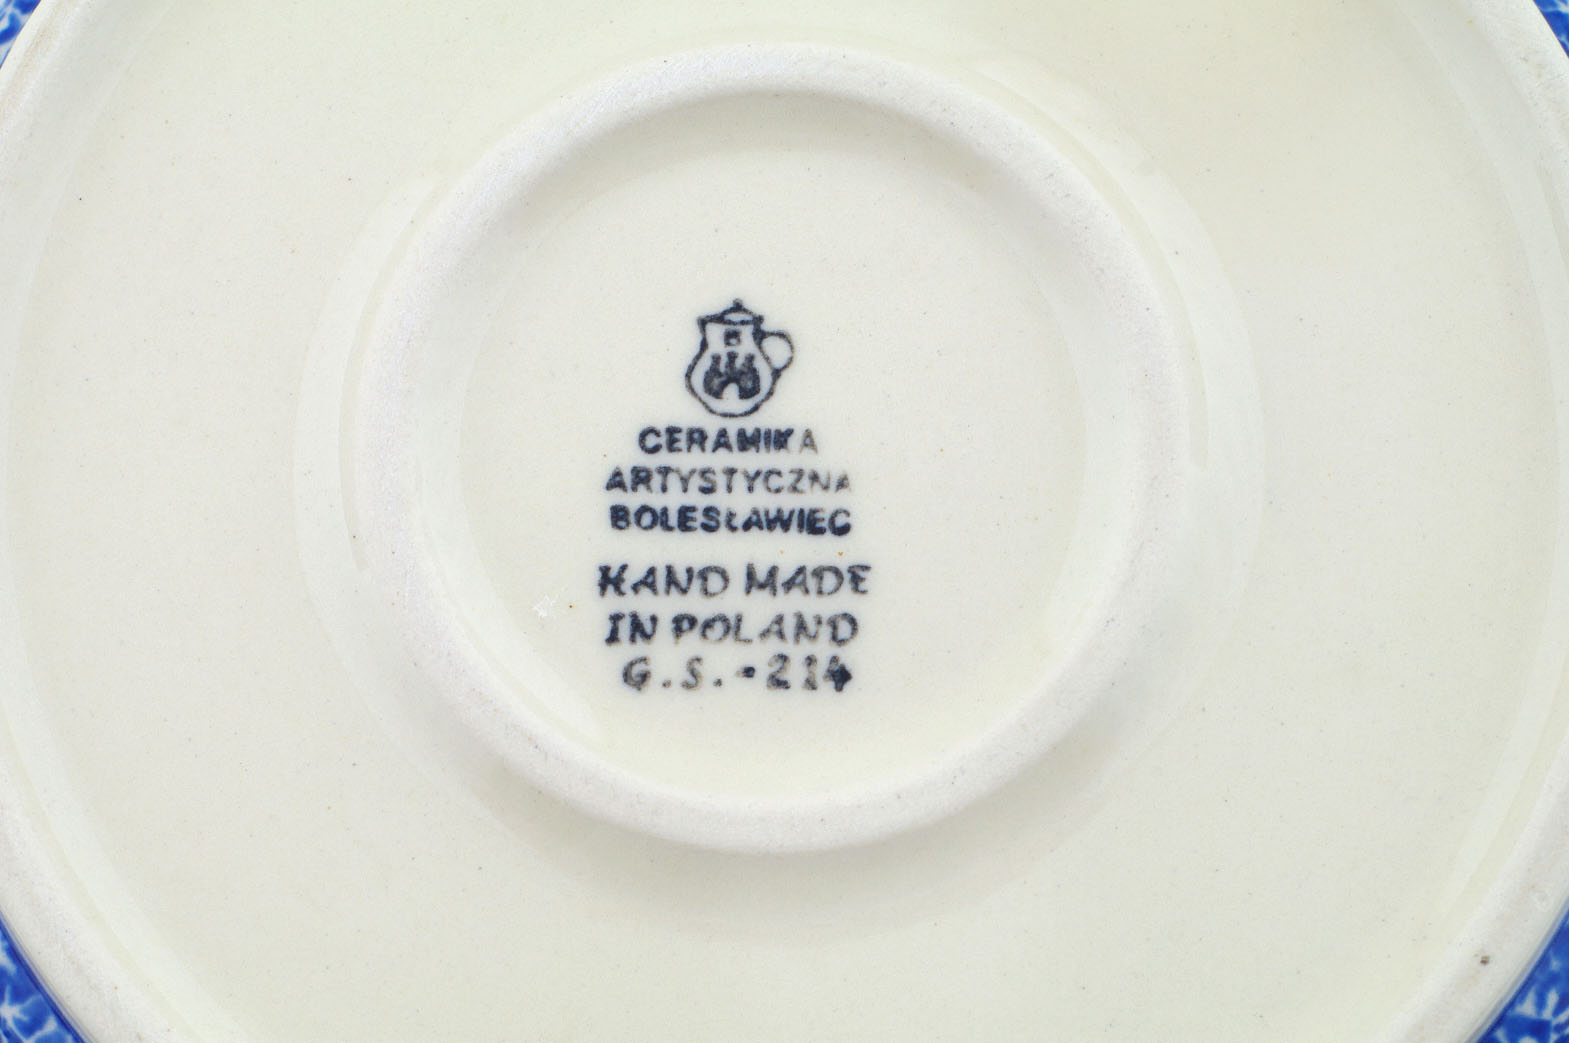 CERAMIKA
ARTYSTYCZNA
BOLESŁAWIEC
HAND MADE
IN POLAND
G.S.-214